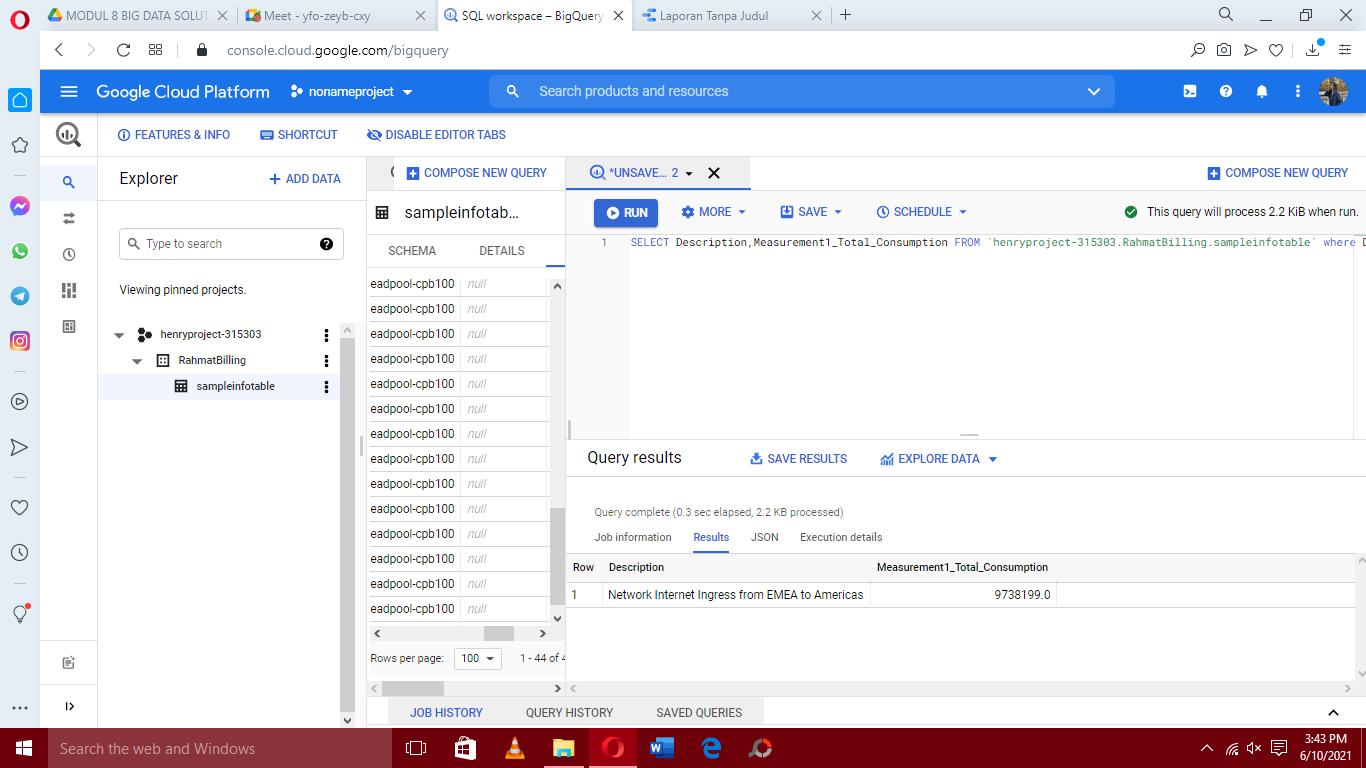 MODUL 8 BIG DATA SOLUT
Meet - yfo-zeyb-cxy
SQL workspace – BigQuery
Laporan Tanpa Judul
console.cloud.google.com/bigquery
Google Cloud Platform
nonameproject
Search products and resources
FEATURES & INFO
SHORTCUT
DISABLE EDITOR TABS
Explorer
+ ADD DATA
Type to search
Viewing pinned projects.
henryproject-315303
RahmatBilling
sampleinfotable
COMPOSE NEW QUERY
sampleinfotab...
SCHEMA
DETAILS
eadpool-cpb100 null
eadpool-cpb100 null
eadpool-cpb100 null
eadpool-cpb100 null
eadpool-cpb100 null
eadpool-cpb100 null
eadpool-cpb100 null
eadpool-cpb100 null
eadpool-cpb100 null
eadpool-cpb100 null
eadpool-cpb100 null
eadpool-cpb100 null
eadpool-cpb100 null
eadpool-cpb100 null
Rows per page: 100 1 - 44 of 4
*UNSAVE... 2
COMPOSE NEW QUERY
RUN
MORE
SAVE
SCHEDULE
This query will process 2.2 KiB when run.
1 SELECT Description,Measurement1_Total_Consumption FROM `henryproject-315303.RahmatBilling.sampleinfotable` where D
Query results
SAVE RESULTS
EXPLORE DATA
Query complete (0.3 sec elapsed, 2.2 KB processed)
Job information
Results
JSON
Execution details
Row Description Measurement1_Total_Consumption
1 Network Internet Ingress from EMEA to Americas 9738199.0
JOB HISTORY
QUERY HISTORY
SAVED QUERIES
Search the web and Windows
3:43 PM
6/10/2021